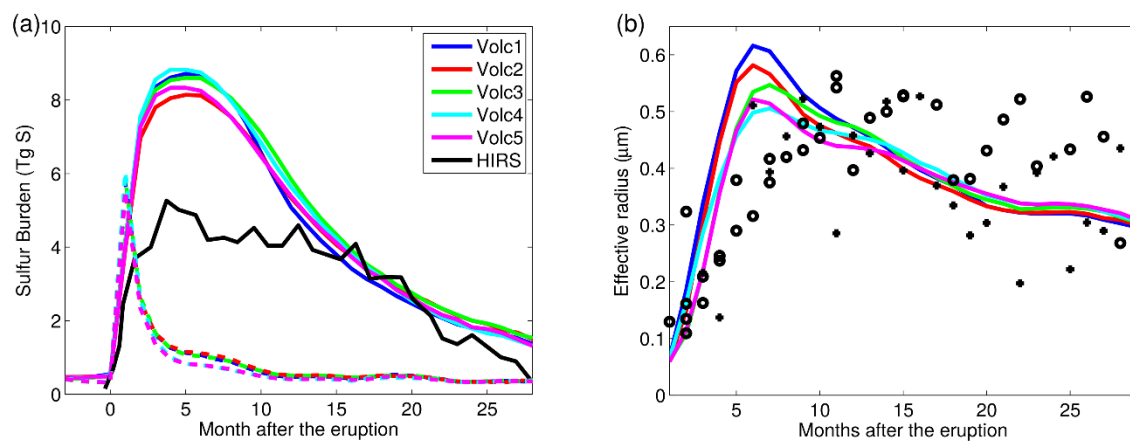 (a)
10
8
6
4
2
0
Sulfur Burden (Tg S)
0 5 10 15 20 25
Month after the eruption
Volc1
Volc2
Volc3
Volc4
Volc5
HIRS
(b)
0.6
0.5
0.4
0.3
0.2
0.1
0
Effective radius (μm)
5 10 15 20 25
Months after the eruption